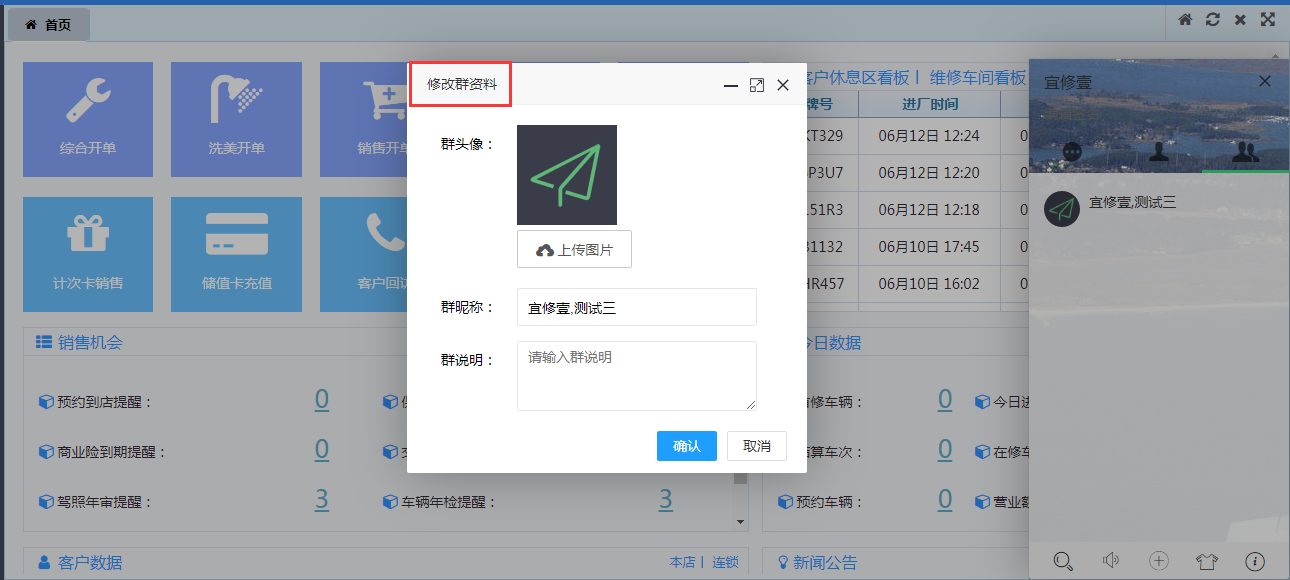 首页
综合开单
洗美开单
销售开单
计次卡销售
储值卡充值
客户回访
客户休息区看板
维修车间看板
牌号
进厂时间
KT329
06月12日 12:24
P3U7
06月12日 12:20
L51R3
06月12日 12:18
31132
06月10日 17:45
HR457
06月10日 16:02
销售机会
预约到店提醒：
0
商业险到期提醒：
0
驾照年审提醒：
3
车辆年检提醒：
3
今日数据
待修车辆：
0
今日进
结算车次：
0
在修车
预约车辆：
0
营业额
客户数据
本店
连锁
新闻公告
修改群资料
群头像：
上传图片
群昵称：
宜修壹,测试三
群说明：
请输入群说明
确认
取消
宜修壹
宜修壹,测试三